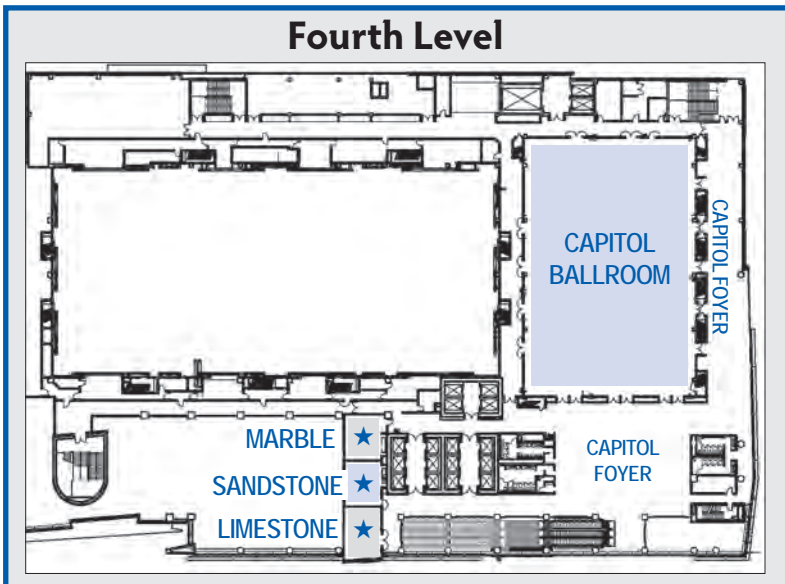 Fourth Level
CAPITOL
BALLROOM
CAPITOL FOYER
MARBLE
SANDSTONE
LIMESTONE
CAPITOL
FOYER